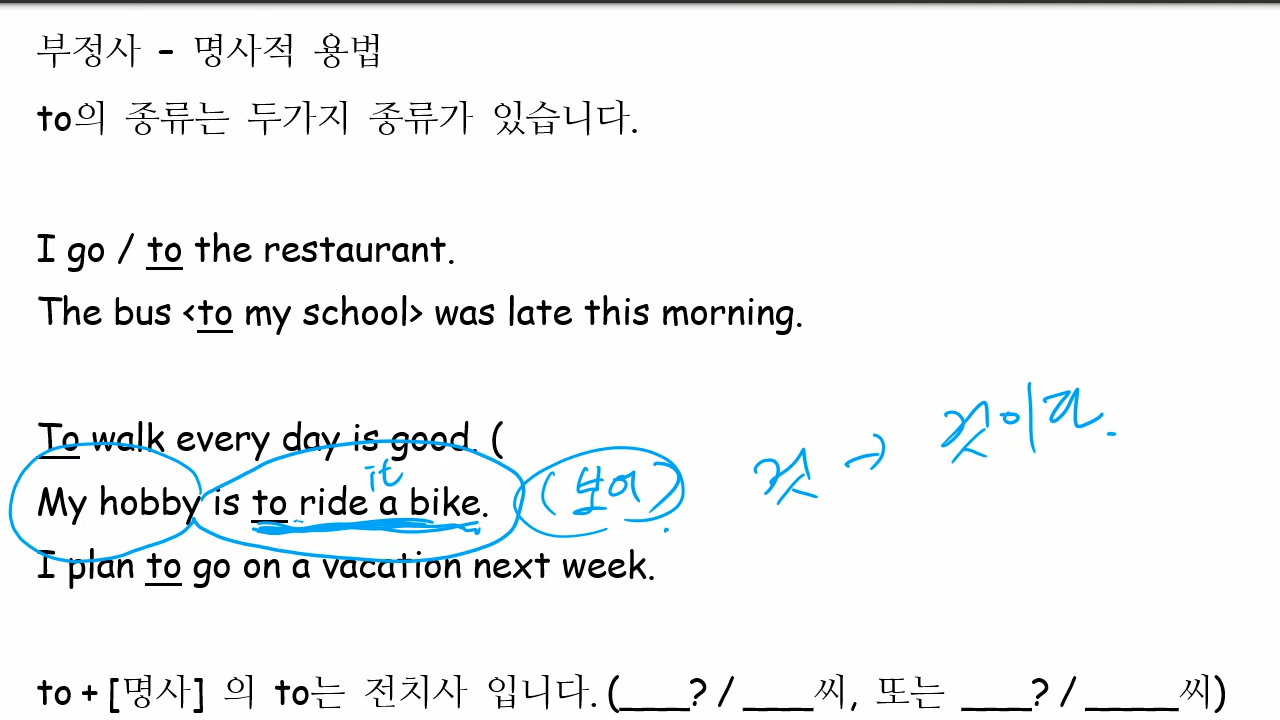 부정사 - 명사적 용법
to의 종류는 두가지 종류가 있습니다.
I go / to the restaurant.
The bus <to my school> was late this morning.
To walk every day is good. (
것 → 것이다.
it
My hobby is to ride a bike. (보어)
I plan to go on a vacation next week.
to + [명사] 의 to는 전치사 입니다. (____? / ____씨, 또는 ____? / _____씨)